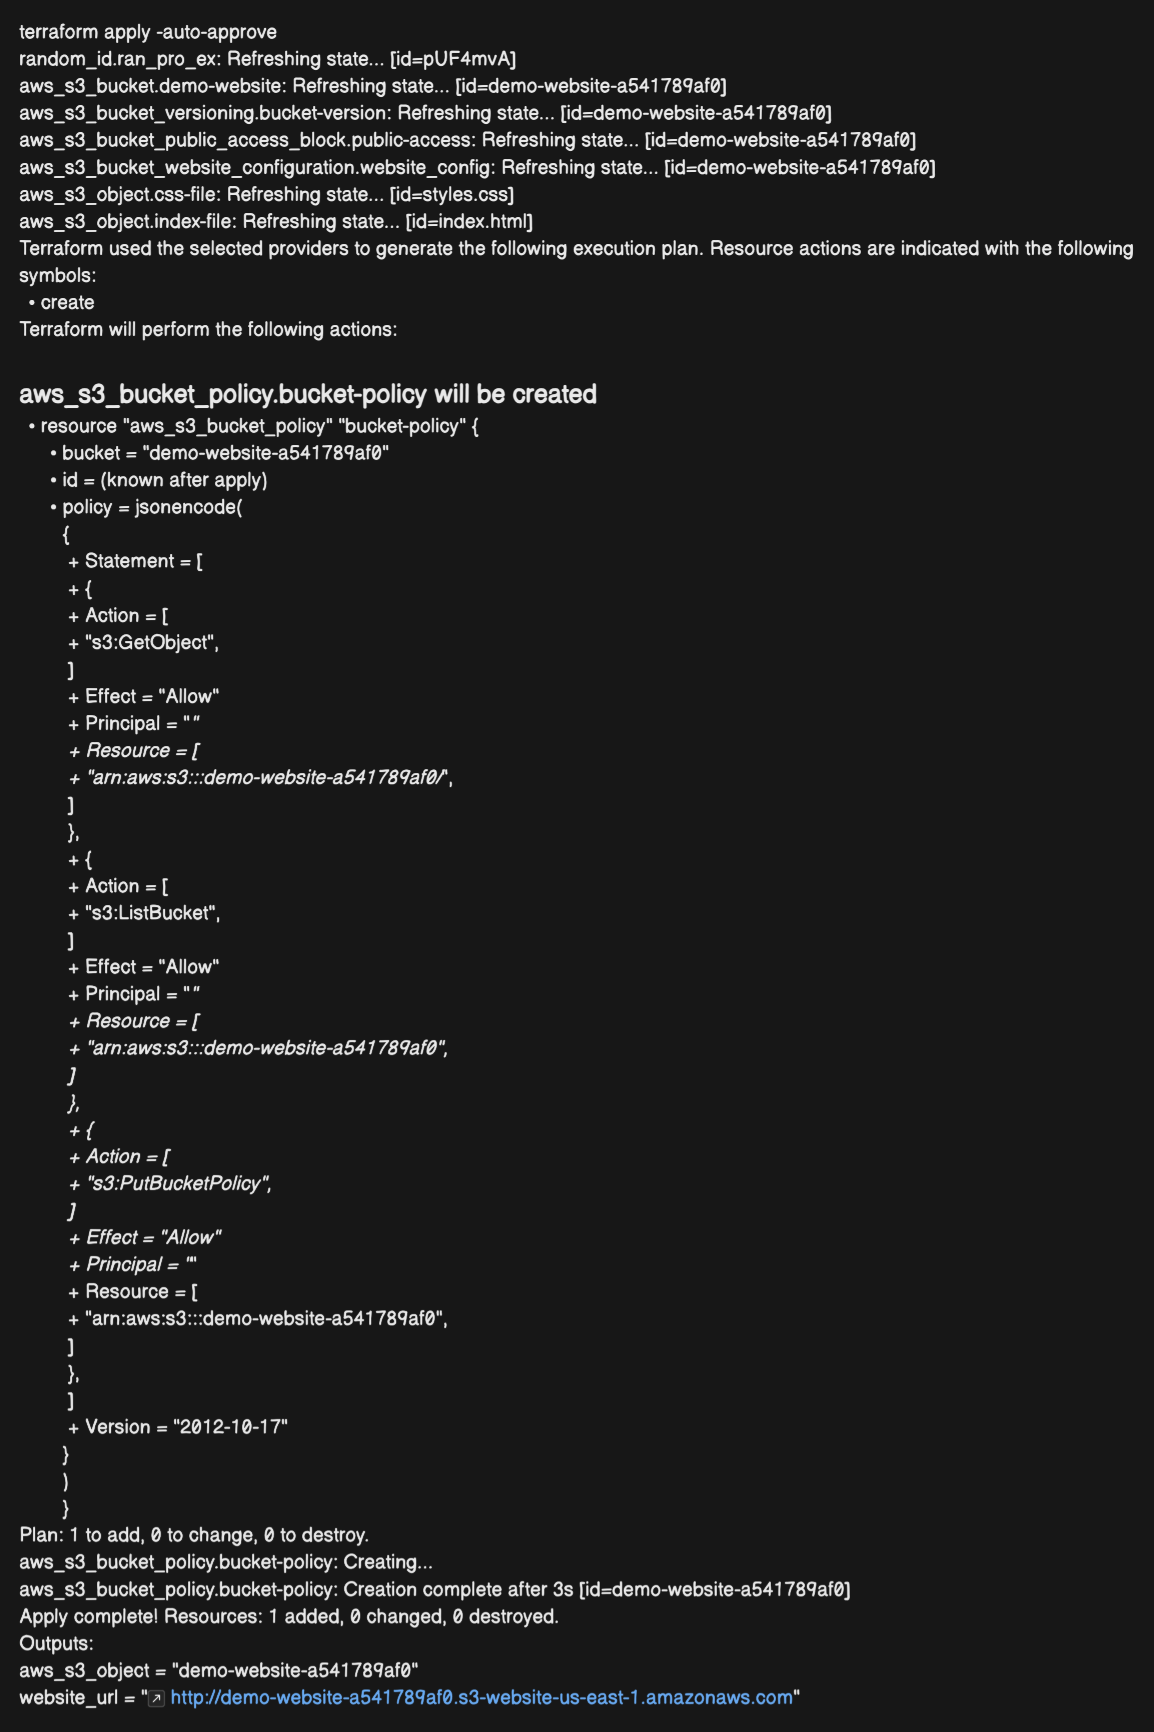 terraform apply -auto-approve
random_id.ran_pro_ex: Refreshing state... [id=pUF4mvA]
aws_s3_bucket.demo-website: Refreshing state... [id=demo-website-a541789af0]
aws_s3_bucket_versioning.bucket-version: Refreshing state... [id=demo-website-a541789af0]
aws_s3_bucket_public_access_block.public-access: Refreshing state... [id=demo-website-a541789af0]
aws_s3_bucket_website_configuration.website_config: Refreshing state... [id=demo-website-a541789af0]
aws_s3_object.css-file: Refreshing state... [id=styles.css]
aws_s3_object.index-file: Refreshing state... [id=index.html]
Terraform used the selected providers to generate the following execution plan. Resource actions are indicated with the following
symbols:
• create
Terraform will perform the following actions:
aws_s3_bucket_policy.bucket-policy will be created
• resource "aws_s3_bucket_policy" "bucket-policy" {
• bucket = "demo-website-a541789af0"
• id = (known after apply)
• policy = jsonencode(
{
+ Statement = [
+ {
+ Action = [
+ "s3:GetObject",
]
+ Effect = "Allow"
+ Principal = ""
+ Resource = [
+ "arn:aws:s3:::demo-website-a541789af0/",
]
},
+ {
+ Action = [
+ "s3:ListBucket",
]
+ Effect = "Allow"
+ Principal = ""
+ Resource = [
+ "arn:aws:s3:::demo-website-a541789af0",
]
},
+ {
+ Action = [
+ "s3:PutBucketPolicy",
]
+ Effect = "Allow"
+ Principal = ""
+ Resource = [
+ "arn:aws:s3:::demo-website-a541789af0",
]
},
]
+ Version = "2012-10-17"
}
)
}
Plan: 1 to add, 0 to change, 0 to destroy.
aws_s3_bucket_policy.bucket-policy: Creating...
aws_s3_bucket_policy.bucket-policy: Creation complete after 3s [id=demo-website-a541789af0]
Apply complete! Resources: 1 added, 0 changed, 0 destroyed.
Outputs:
aws_s3_object = "demo-website-a541789af0"
website_url = "http://demo-website-a541789af0.s3-website-us-east-1.amazonaws.com"